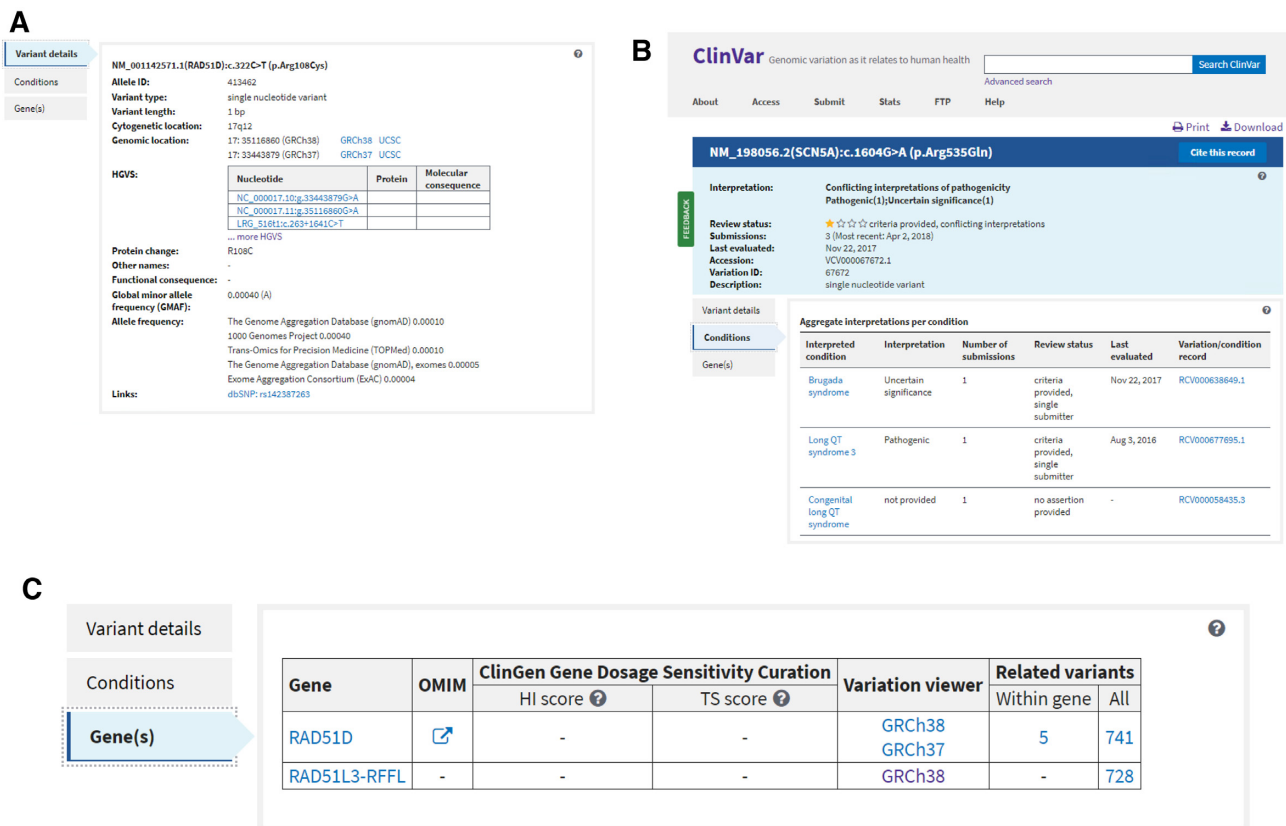 A
Variant details
Conditions
Gene(s)
NM_001142571.1(RAD51D):c.322C>T (p.Arg108Cys)
Allele ID: 413462
Variant type: single nucleotide variant
Variant length: 1 bp
Cytogenetic location: 17q12
Genomic location: 17: 35116860 (GRCh38) GRCh38 UCSC
17: 33443879 (GRCh37) GRCh37 UCSC
HGVS:
Nucleotide Protein Molecular
consequence
NC_000017.10:g.33443879G>A
NC_000017.11:g.35116860G>A
LRG_516t1:c.263+1641C>T
... more HGVS
Protein change: R108C
Other names: -
Functional consequence: -
Global minor allele 0.00040 (A)
frequency (GMAF):
Allele frequency: The Genome Aggregation Database (gnomAD) 0.00010
1000 Genomes Project 0.00040
Trans-Omics for Precision Medicine (TOPMed) 0.00010
The Genome Aggregation Database (gnomAD), exomes 0.00005
Exome Aggregation Consortium (ExAC) 0.00004
Links: dbSNP: rs142387263
B
ClinVar Genomic variation as it relates to human health
Search ClinVar
Advanced search
About Access Submit Stats FTP Help
Print Download
NM_198056.2(SCN5A):c.1604G>A (p.Arg535Gln) Cite this record
FEEDBACK
Interpretation: Conflicting interpretations of pathogenicity
Pathogenic(1);Uncertain significance(1)
Review status: ★☆☆☆ criteria provided, conflicting interpretations
Submissions: 3 (Most recent: Apr 2, 2018)
Last evaluated: Nov 22, 2017
Accession: VCV000067672.1
Variation ID: 67672
Description: single nucleotide variant
Variant details
Conditions
Gene(s)
Aggregate interpretations per condition
Interpreted Interpretation Number of Review status Last Variation/condition
condition submissions evaluated record
Brugada Uncertain 1 criteria Nov 22, 2017 RCV000638649.1
syndrome significance provided,
single
submitter
Long QT Pathogenic 1 criteria Aug 3, 2016 RCV000677695.1
syndrome 3 provided,
single
submitter
Congenital not provided 1 no assertion - RCV000058435.3
long QT provided
syndrome
C
Variant details
Conditions
Gene(s)
Gene OMIM ClinGen Gene Dosage Sensitivity Curation Variation viewer Related variants
HI score ? TS score ? Within gene All
RAD51D - - GRCh38 5 741
GRCh37
RAD51L3-RFFL - - - GRCh38 - 728